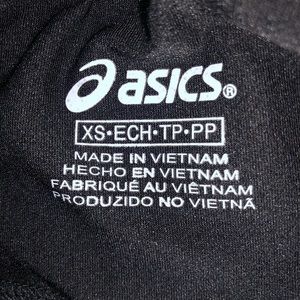 asics®
XS•ECH•TP•PP
MADE IN VIETNAM
HECHO EN VIETNAM
FABRIQUÉ AU VIÊTNAM
PRODUZIDO NO VIETNÃ